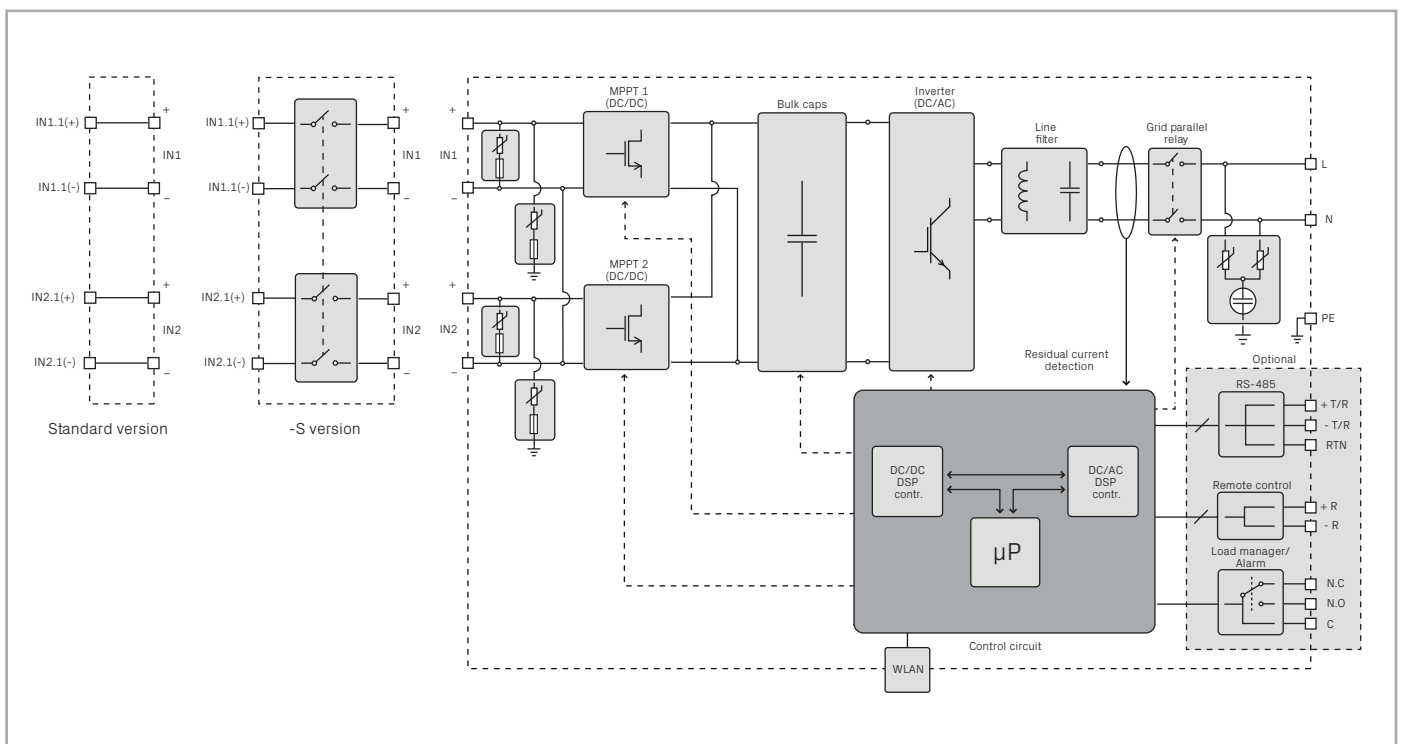 IN1.1(+)
+
IN1
IN1.1(-)
−
IN2.1(+)
+
IN2
IN2.1(-)
−
Standard version
IN1.1(+)
+
IN1
IN1.1(-)
−
IN2.1(+)
+
IN2
IN2.1(-)
−
-S version
+
IN1
−
+
IN2
−
MPPT 1
(DC/DC)
MPPT 2
(DC/DC)
Bulk caps
Inverter
(DC/AC)
Line
filter
Grid parallel
relay
L
N
PE
Residual current
detection
Optional
RS-485
+ T/R
- T/R
RTN
Remote control
+ R
- R
Load manager/
Alarm
N.C
N.O
C
DC/DC
DSP
contr.
DC/AC
DSP
contr.
µP
Control circuit
WLAN